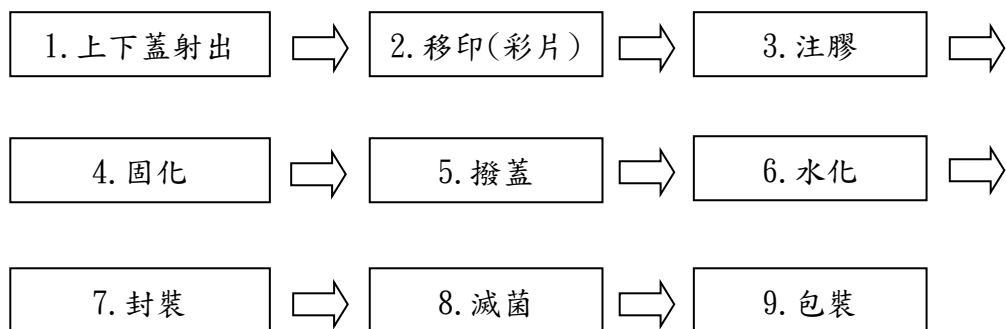 1.上下蓋射出
2.移印(彩片)
3.注膠
4.固化
5.撥蓋
6.水化
7.封裝
8.滅菌
9.包裝